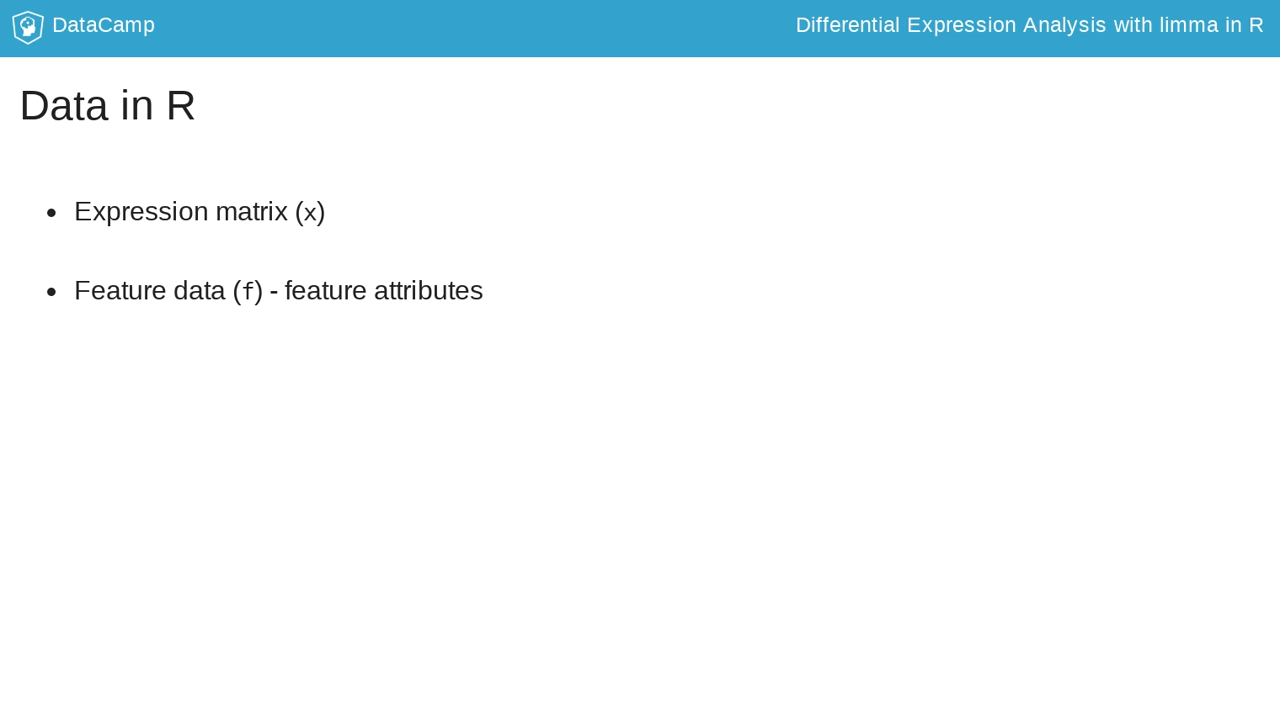 DataCamp
Differential Expression Analysis with limma in R
Data in R
• Expression matrix (x)
• Feature data (f) - feature attributes